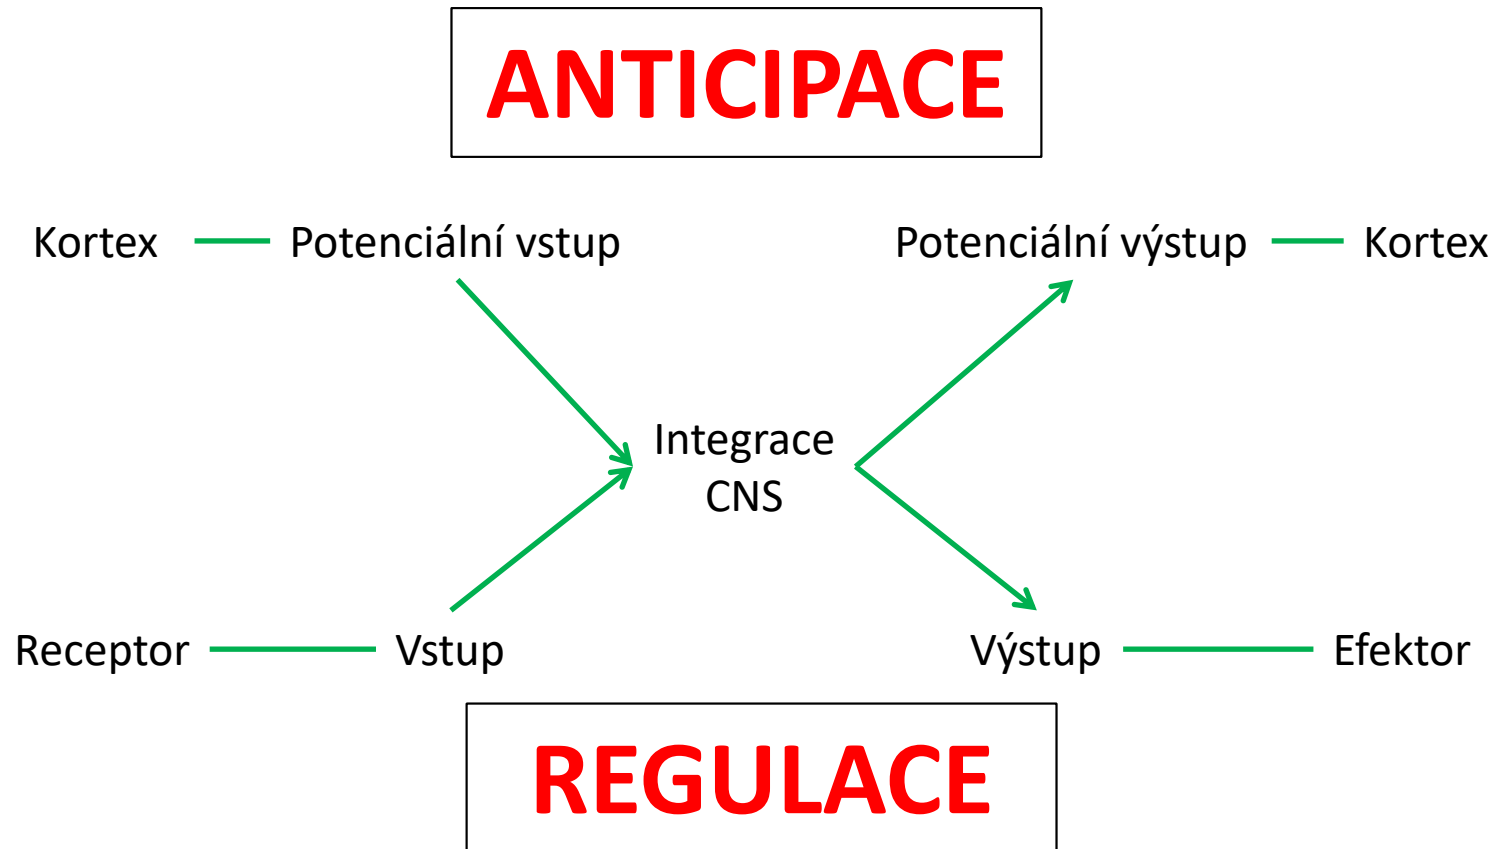 ANTICIPACE
Kortex Potenciální vstup Potenciální výstup Kortex
Integrace
CNS
Receptor Vstup Výstup Efektor
REGULACE